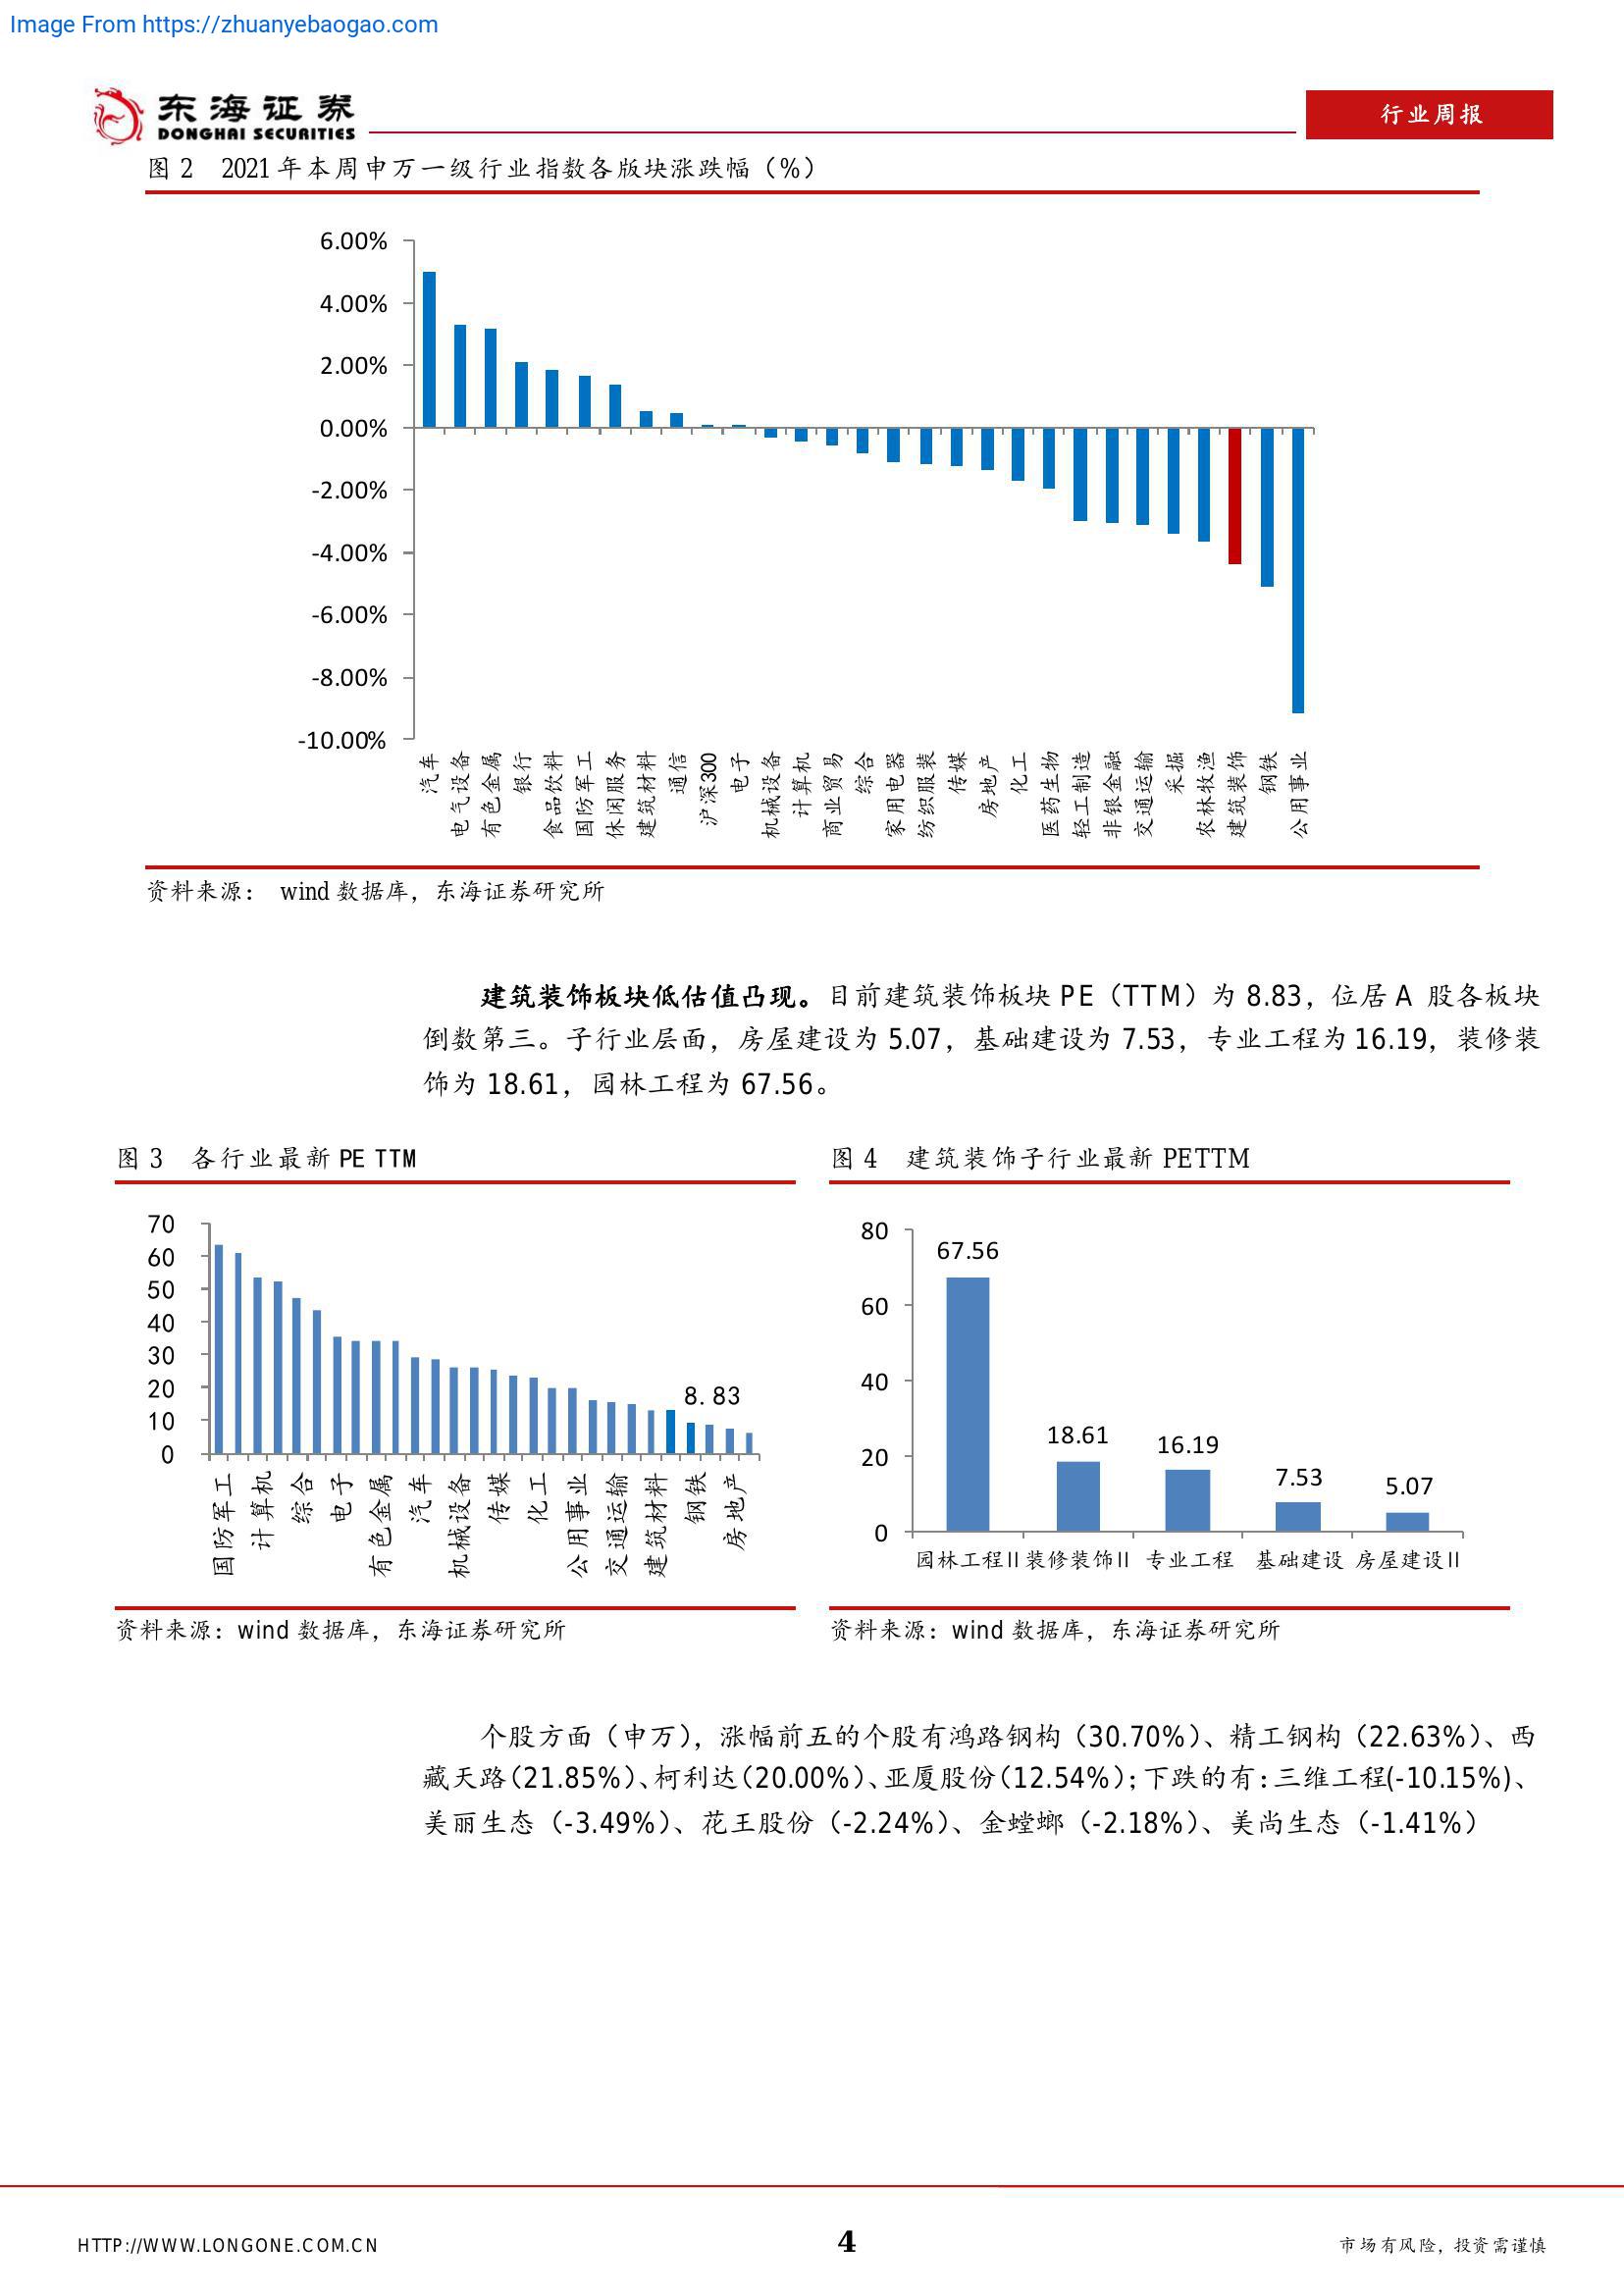 Image From https://zhuanyebaogao.com
东海证券
DONGHAI SECURITIES
行业周报
图 2 2021 年本周申万一级行业指数各版块涨跌幅（%）
6.00%
4.00%
2.00%
0.00%
-2.00%
-4.00%
-6.00%
-8.00%
-10.00%
汽车
电气设备
有色金属
银行
食品饮料
国防军工
休闲服务
建筑材料
通信
沪深300
电子
机械设备
计算机
商业贸易
综合
家用电器
纺织服装
传媒
房地产
化工
医药生物
轻工制造
非银金融
交通运输
采掘
农林牧渔
建筑装饰
钢铁
公用事业
资料来源： wind 数据库，东海证券研究所
建筑装饰板块低估值凸现。目前建筑装饰板块 PE（TTM）为 8.83，位居 A 股各板块
倒数第三。子行业层面，房屋建设为 5.07，基础建设为 7.53，专业工程为 16.19，装修装
饰为 18.61，园林工程为 67.56。
图 3 各行业最新 PE TTM
70
60
50
40
30
20
10
0
8.83
国防军工
计算机
综合
电子
有色金属
汽车
机械设备
传媒
化工
公用事业
交通运输
建筑材料
钢铁
房地产
资料来源：wind 数据库，东海证券研究所
图 4 建筑装饰子行业最新 PETTM
80
60
40
20
0
67.56
18.61
16.19
7.53
5.07
园林工程II 装修装饰II 专业工程 基础建设 房屋建设II
资料来源：wind 数据库，东海证券研究所
个股方面（申万），涨幅前五的个股有鸿路钢构（30.70%）、精工钢构（22.63%）、西
藏天路（21.85%）、柯利达（20.00%）、亚厦股份（12.54%）；下跌的有：三维工程(-10.15%)、
美丽生态（-3.49%）、花王股份（-2.24%）、金螳螂（-2.18%）、美尚生态（-1.41%）
HTTP://WWW.LONGONE.COM.CN
4
市场有风险，投资需谨慎